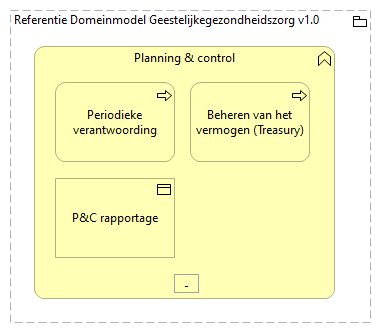 Referentie Domeinmodel Geestelijkegezondheidszorg v1.0
Planning & control
Periodieke
verantwoording
Beheren van het
vermogen (Treasury)
P&C rapportage
-